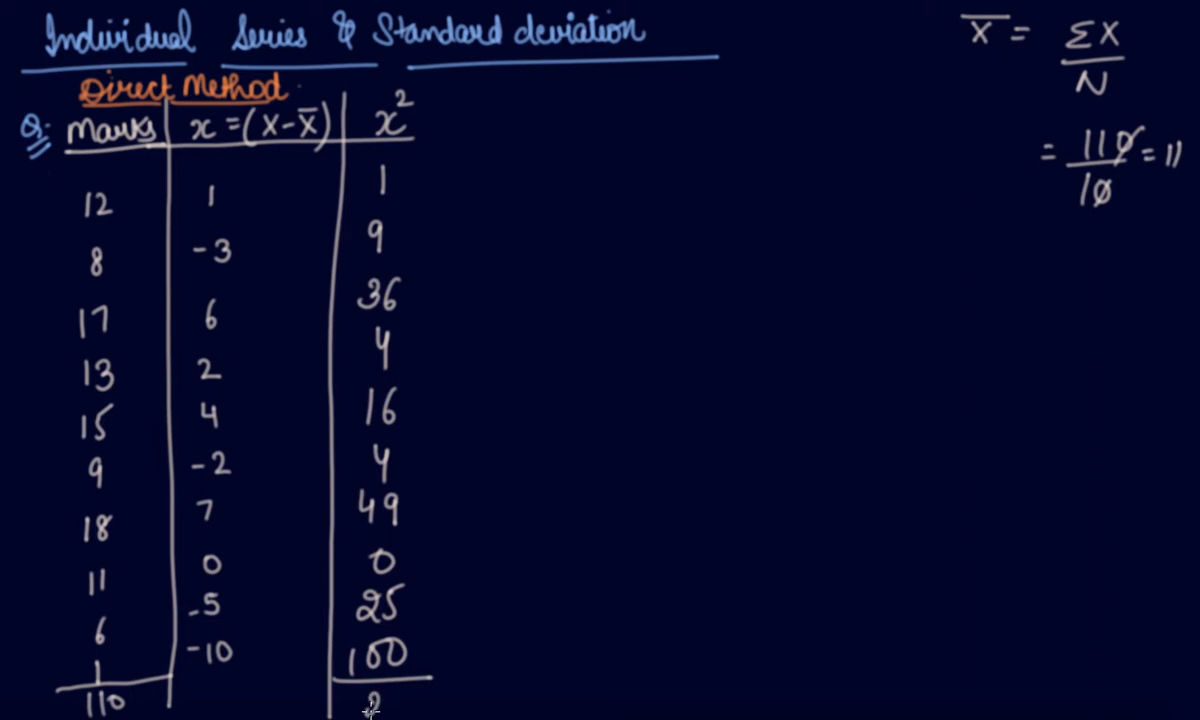 Individual Series & Standard deviation
Direct Method
Q. Marks x = (X - X̅) x²
12 1 1
8 -3 9
17 6 36
13 2 4
15 4 16
9 -2 4
18 7 49
11 0 0
6 -5 25
1 -10 100
110
X̅ = ΣX / N
= 110 / 10 = 11